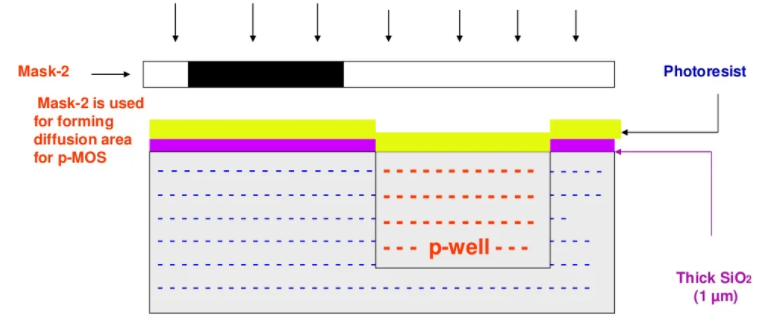 Mask-2
Mask-2 is used
for forming
diffusion area
for p-MOS
Photoresist
p-well
Thick SiO₂
(1 µm)